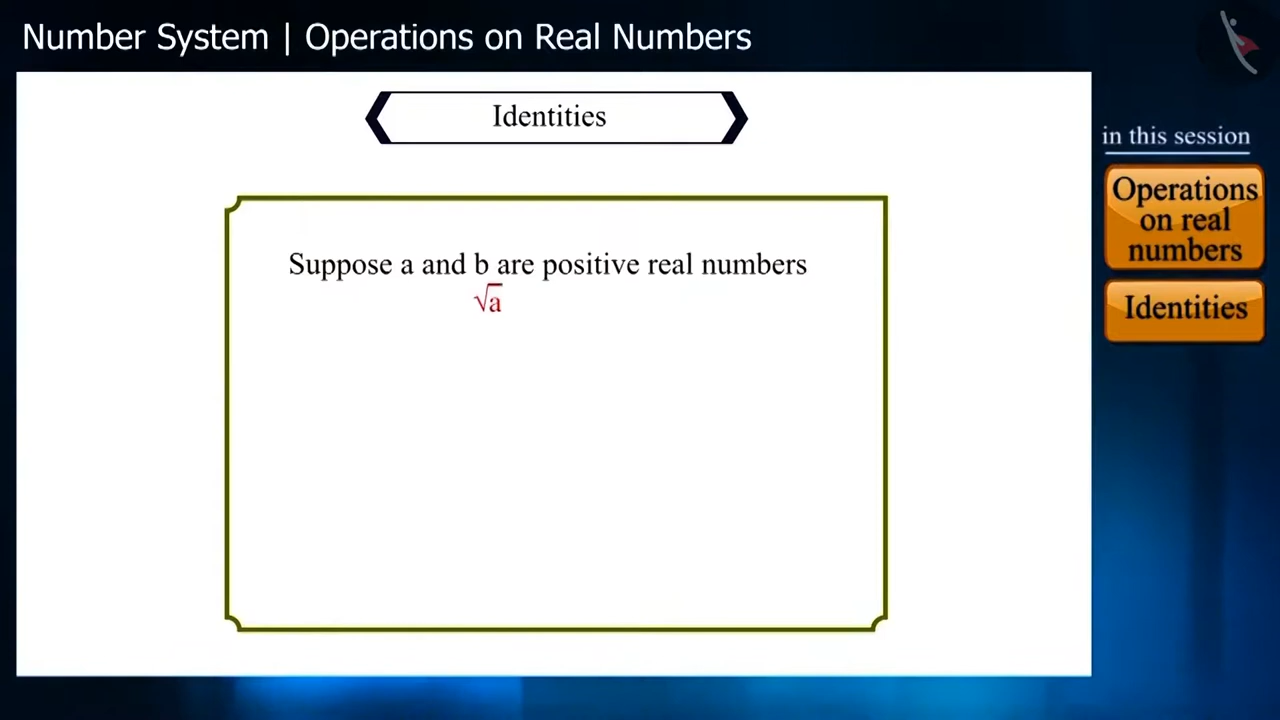 Number System | Operations on Real Numbers
Identities
in this session
Operations
on real
numbers
Identities
Suppose a and b are positive real numbers
√a